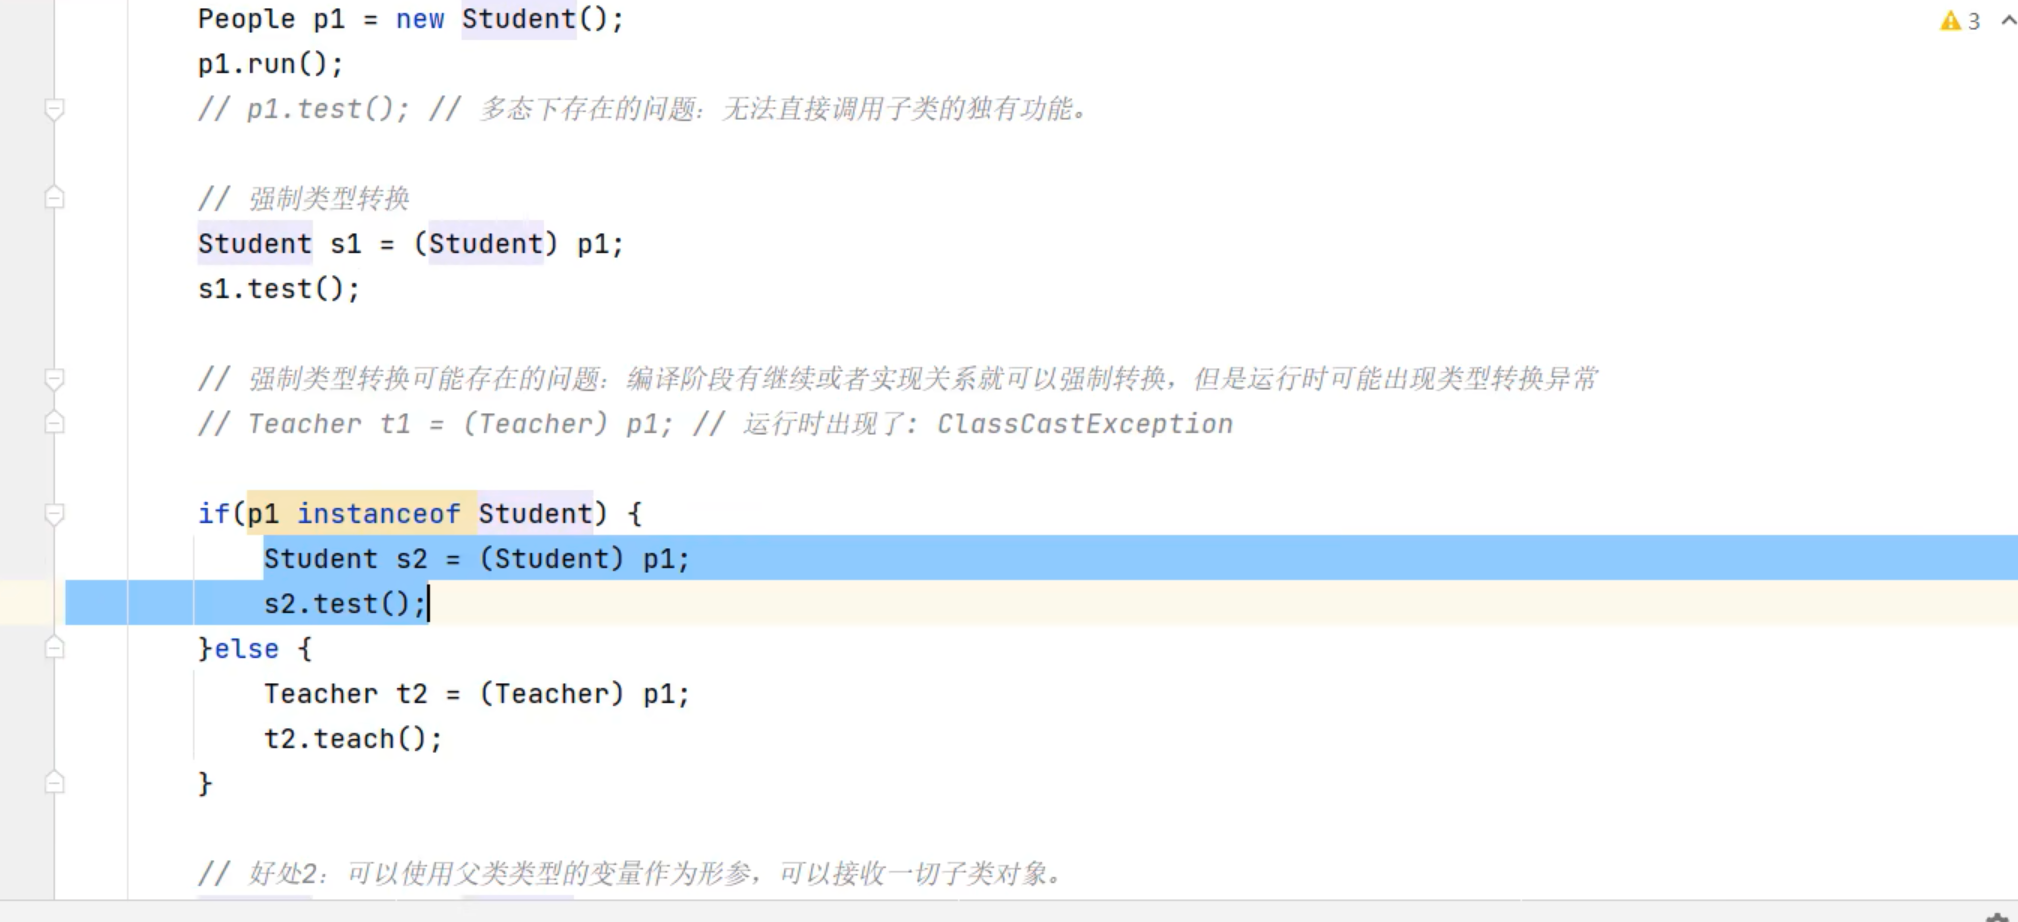 People p1 = new Student();
3
p1.run();
// p1.test(); // 多态下存在的问题：无法直接调用子类的独有功能。
// 强制类型转换
Student s1 = (Student) p1;
s1.test();
// 强制类型转换可能存在的问题：编译阶段有继续或者实现关系就可以强制转换，但是运行时可能出现类型转换异常
// Teacher t1 = (Teacher) p1; // 运行时出现了：ClassCastException
if(p1 instanceof Student) {
Student s2 = (Student) p1;
s2.test();
}else {
Teacher t2 = (Teacher) p1;
t2.teach();
}
// 好处2：可以使用父类类型的变量作为形参，可以接收一切子类对象。